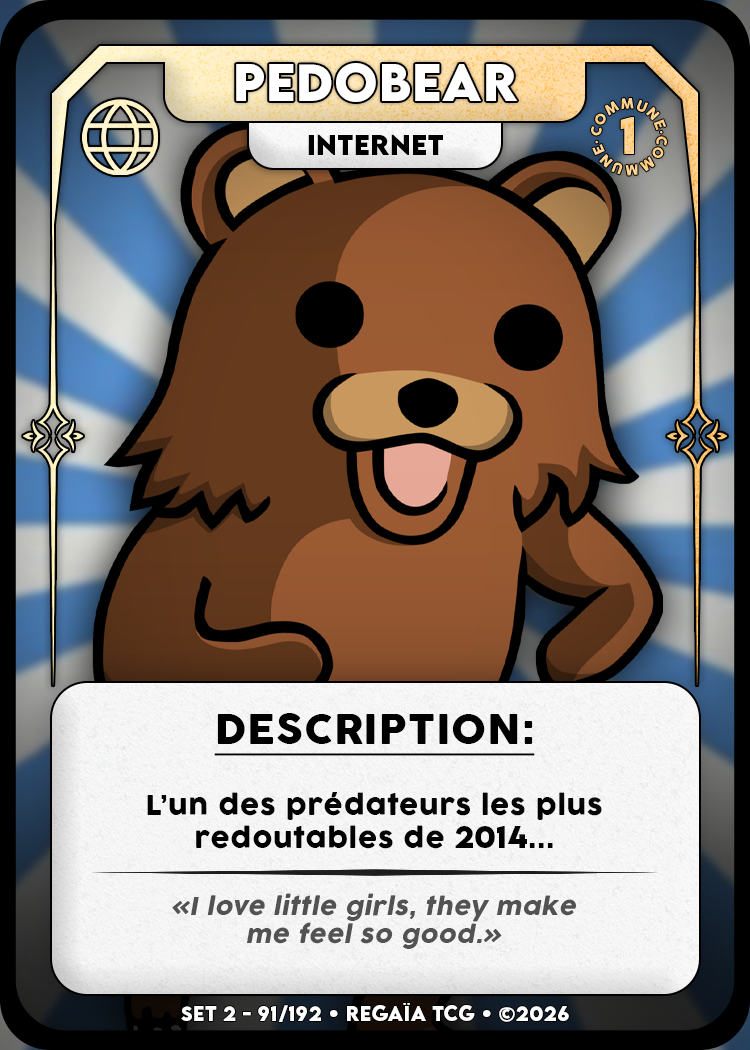 PEDOBEAR
INTERNET
COMMUNE·COMMUNE·
1
DESCRIPTION:
L'un des prédateurs les plus
redoutables de 2014...
«I love little girls, they make
me feel so good.»
SET 2 - 91/192 • REGAÏA TCG • ©2026